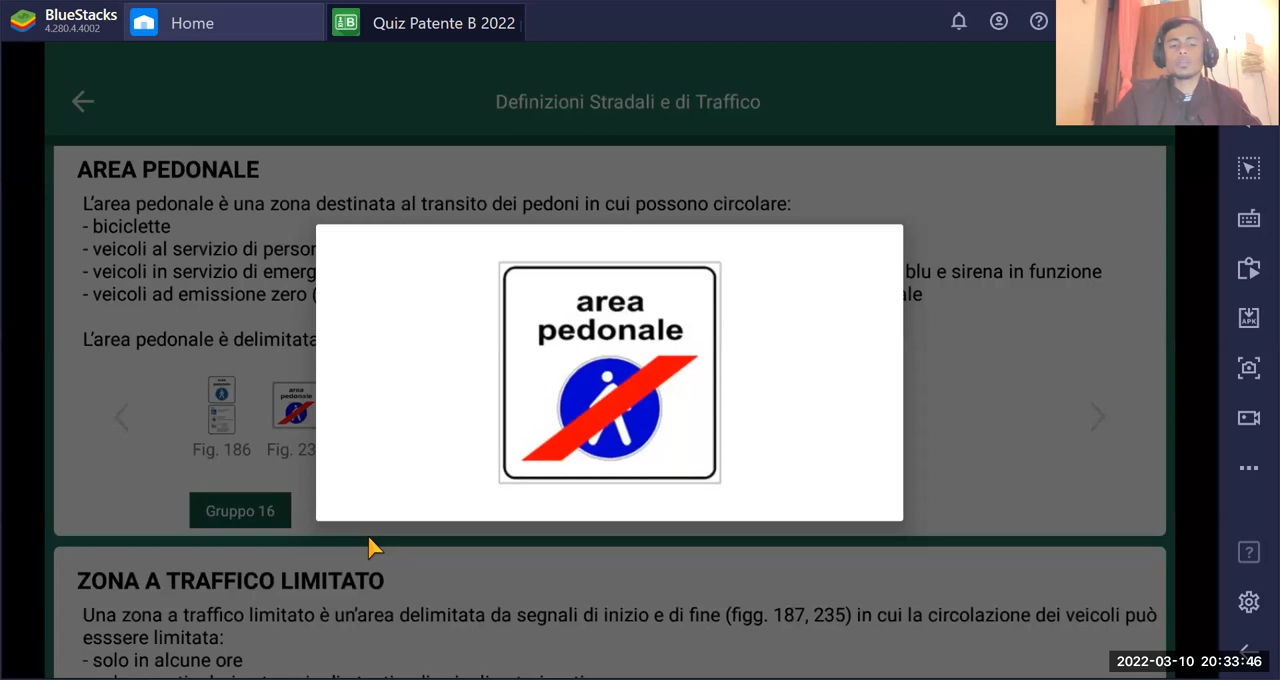 BlueStacks
4.280.4.4002
Home
Quiz Patente B 2022
Definizioni Stradali e di Traffico
AREA PEDONALE
L'area pedonale è una zona destinata al transito dei pedoni in cui possono circolare:
- biciclette
- veicoli al servizio di
- veicoli in servizio di blu e sirena in funzione
- veicoli ad emissione zero (
L'area pedonale è delimitata
area
pedonale
area
pedonale
Fig. 186
Fig. 23
Gruppo 16
ZONA A TRAFFICO LIMITATO
Una zona a traffico limitato è un'area delimitata da segnali di inizio e di fine (figg. 187, 235) in cui la circolazione dei veicoli può
esssere limitata:
- solo in alcune ore
APK
2022-03-10 20:33:46